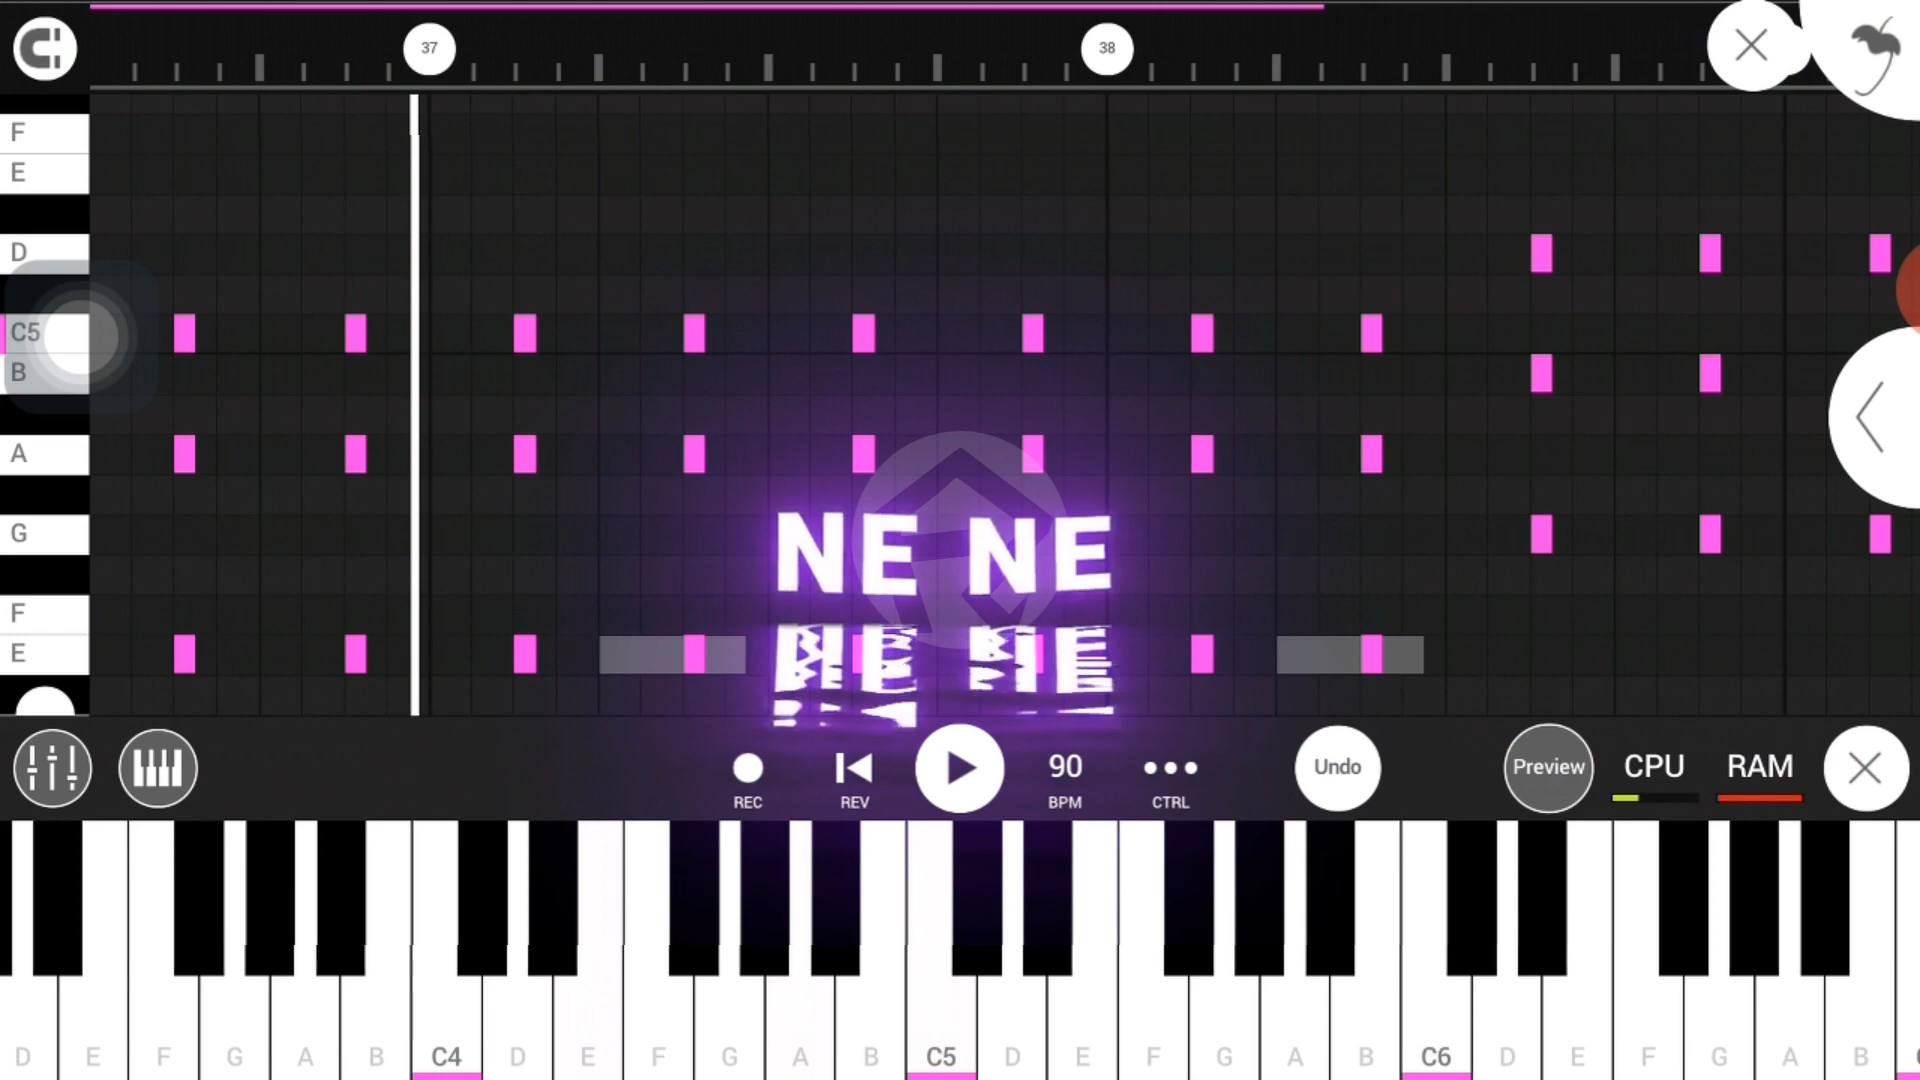 37 38
F
E
D
C5
B
A
G
NE NE
F
E
Undo
Preview
CPU
RAM
90
REC
REV
BPM
CTRL
D E F G A B C4 D E F G A B C5 D E F G A B C6 D E F G A B